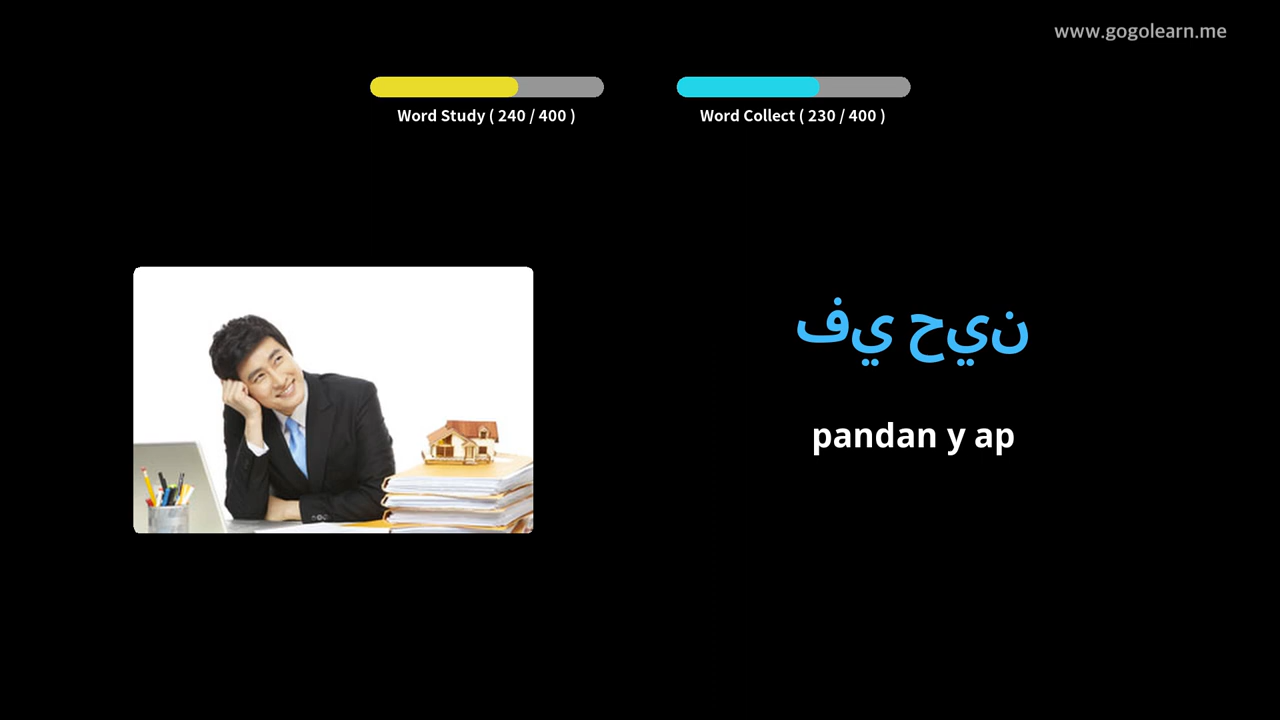 www.gogolearn.me
Word Study ( 240 / 400 )
Word Collect ( 230 / 400 )
في حين
pandan y ap